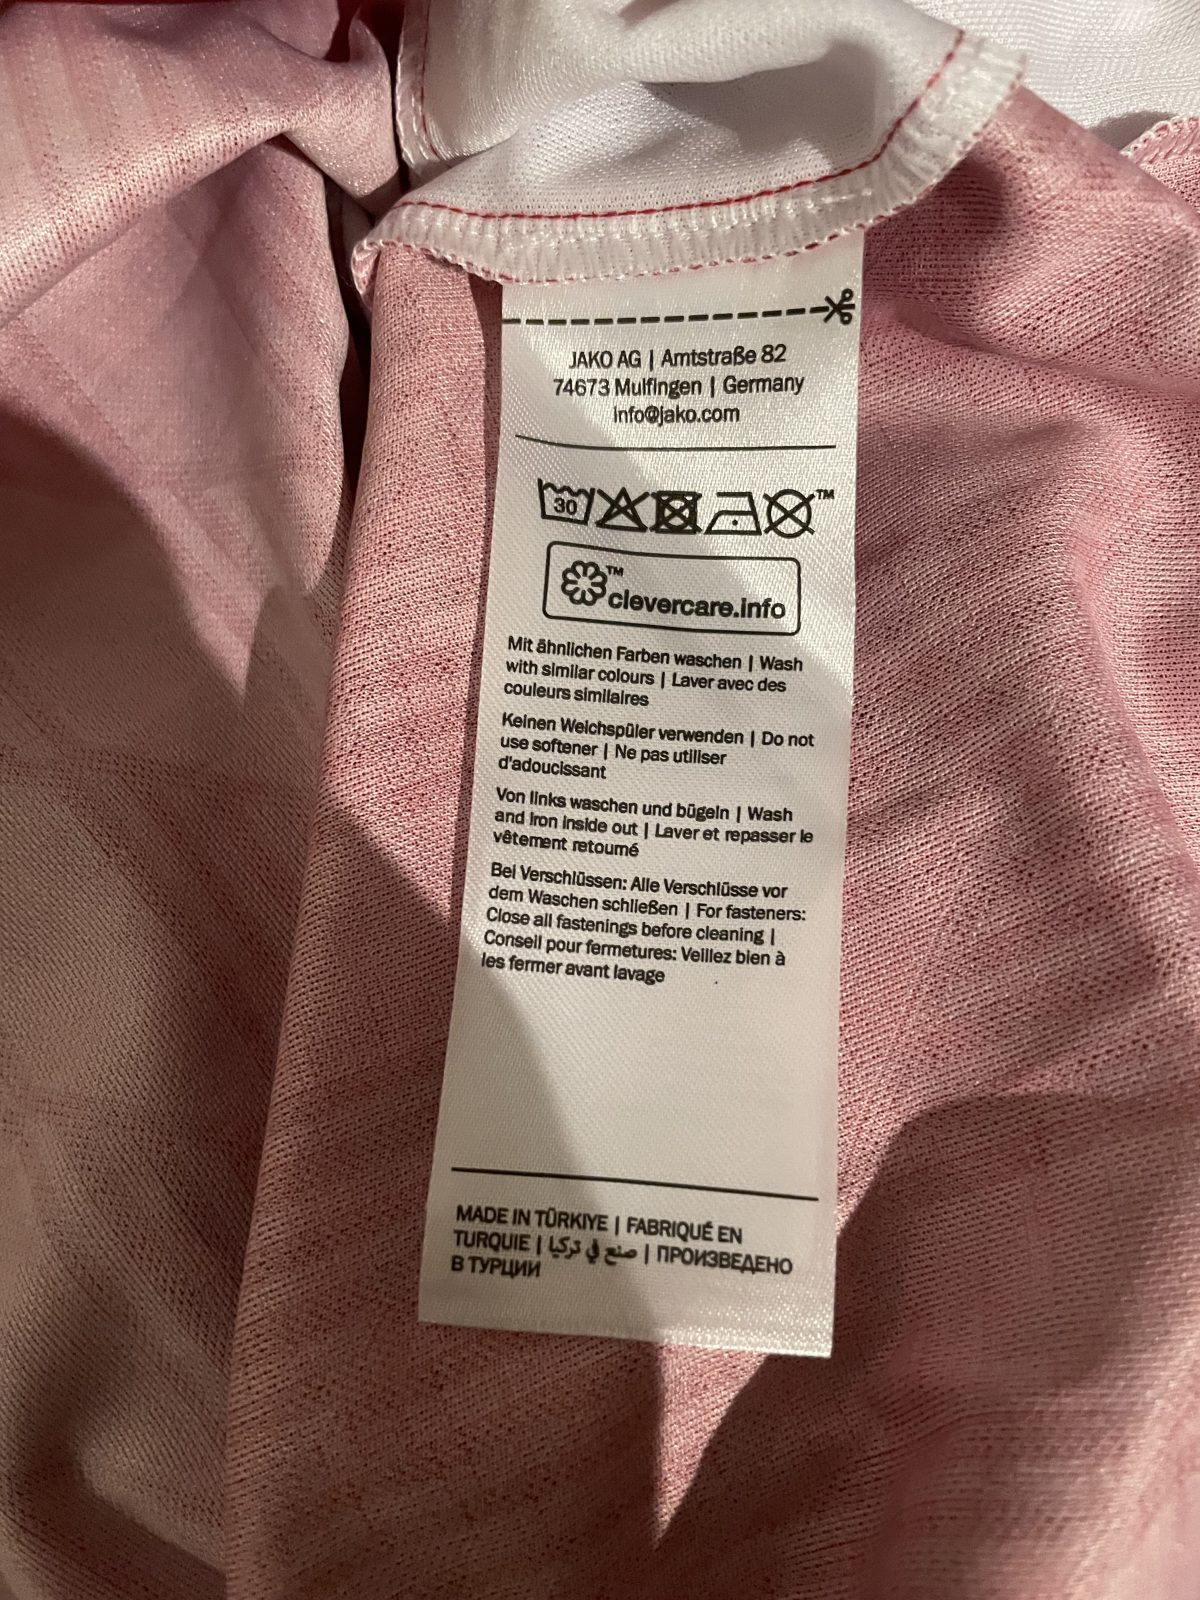 JAKO AG | Amtstraße 82
74673 Mulfingen | Germany
info@jako.com
30 ™
™ clevercare.info
Mit ähnlichen Farben waschen | Wash
with similar colours | Laver avec des
couleurs similaires
Keinen Weichspüler verwenden | Do not
use softener | Ne pas utiliser
d'adoucissant
Von links waschen und bügeln | Wash
and iron inside out | Laver et repasser le
vêtement retourné
Bei Verschlüssen: Alle Verschlüsse vor
dem Waschen schließen | For fasteners:
Close all fastenings before cleaning |
Conseil pour fermetures: Veillez bien à
les fermer avant lavage
MADE IN TÜRKIYE | FABRIQUÉ EN
TURQUIE | صنع في تركيا | ПРОИЗВЕДЕНО
В ТУРЦИИ